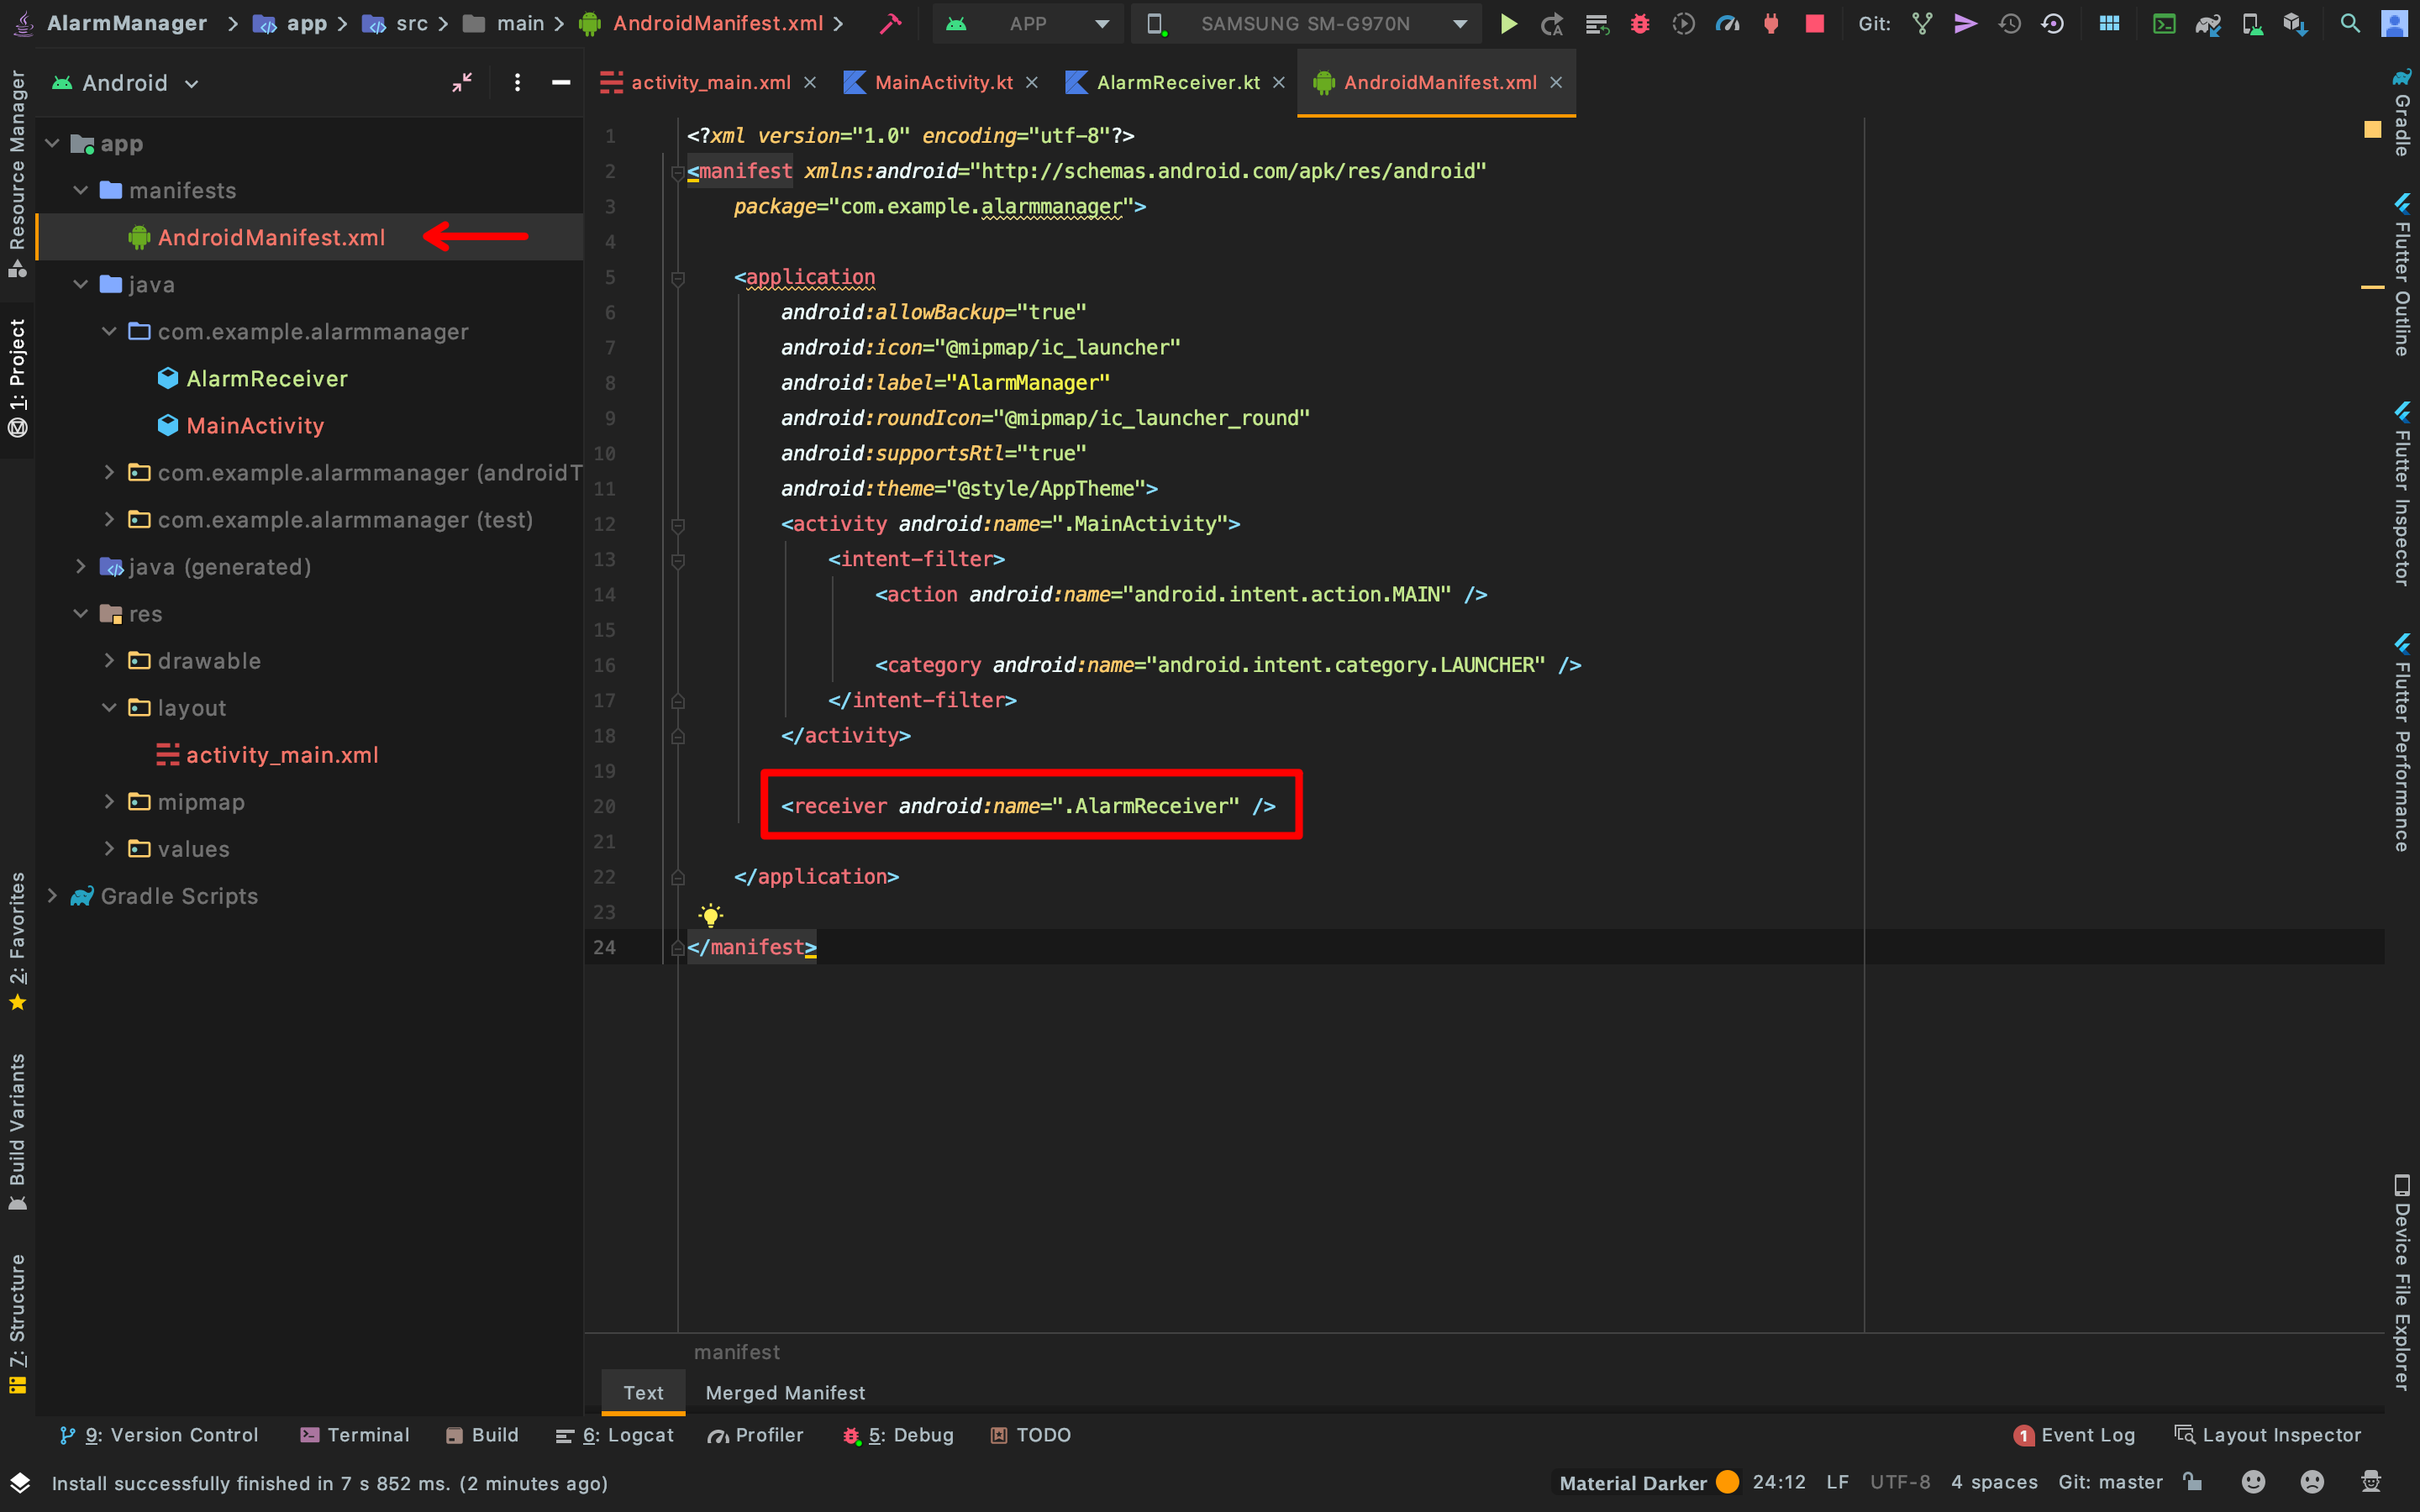 AlarmManager > app > src > main > AndroidManifest.xml >
APP
SAMSUNG SM-G970N
Git:
Android
activity_main.xml
MainActivity.kt
AlarmReceiver.kt
AndroidManifest.xml
Resource Manager
1: Project
2: Favorites
Build Variants
Z: Structure
app
manifests
AndroidManifest.xml
java
com.example.alarmmanager
AlarmReceiver
MainActivity
com.example.alarmmanager (androidT
com.example.alarmmanager (test)
java (generated)
res
drawable
layout
activity_main.xml
mipmap
values
Gradle Scripts
1 <?xml version="1.0" encoding="utf-8"?>
2 <manifest xmlns:android="http://schemas.android.com/apk/res/android"
3 package="com.example.alarmmanager">
4
5 <application
6 android:allowBackup="true"
7 android:icon="@mipmap/ic_launcher"
8 android:label="AlarmManager"
9 android:roundIcon="@mipmap/ic_launcher_round"
10 android:supportsRtl="true"
11 android:theme="@style/AppTheme">
12 <activity android:name=".MainActivity">
13 <intent-filter>
14 <action android:name="android.intent.action.MAIN" />
15
16 <category android:name="android.intent.category.LAUNCHER" />
17 </intent-filter>
18 </activity>
19
20 <receiver android:name=".AlarmReceiver" />
21
22 </application>
23
24 </manifest>
Gradle
Flutter Outline
Flutter Inspector
Flutter Performance
Device File Explorer
manifest
Text
Merged Manifest
9: Version Control
Terminal
Build
6: Logcat
Profiler
5: Debug
TODO
1 Event Log
Layout Inspector
Install successfully finished in 7 s 852 ms. (2 minutes ago)
Material Darker
24:12
LF
UTF-8
4 spaces
Git: master